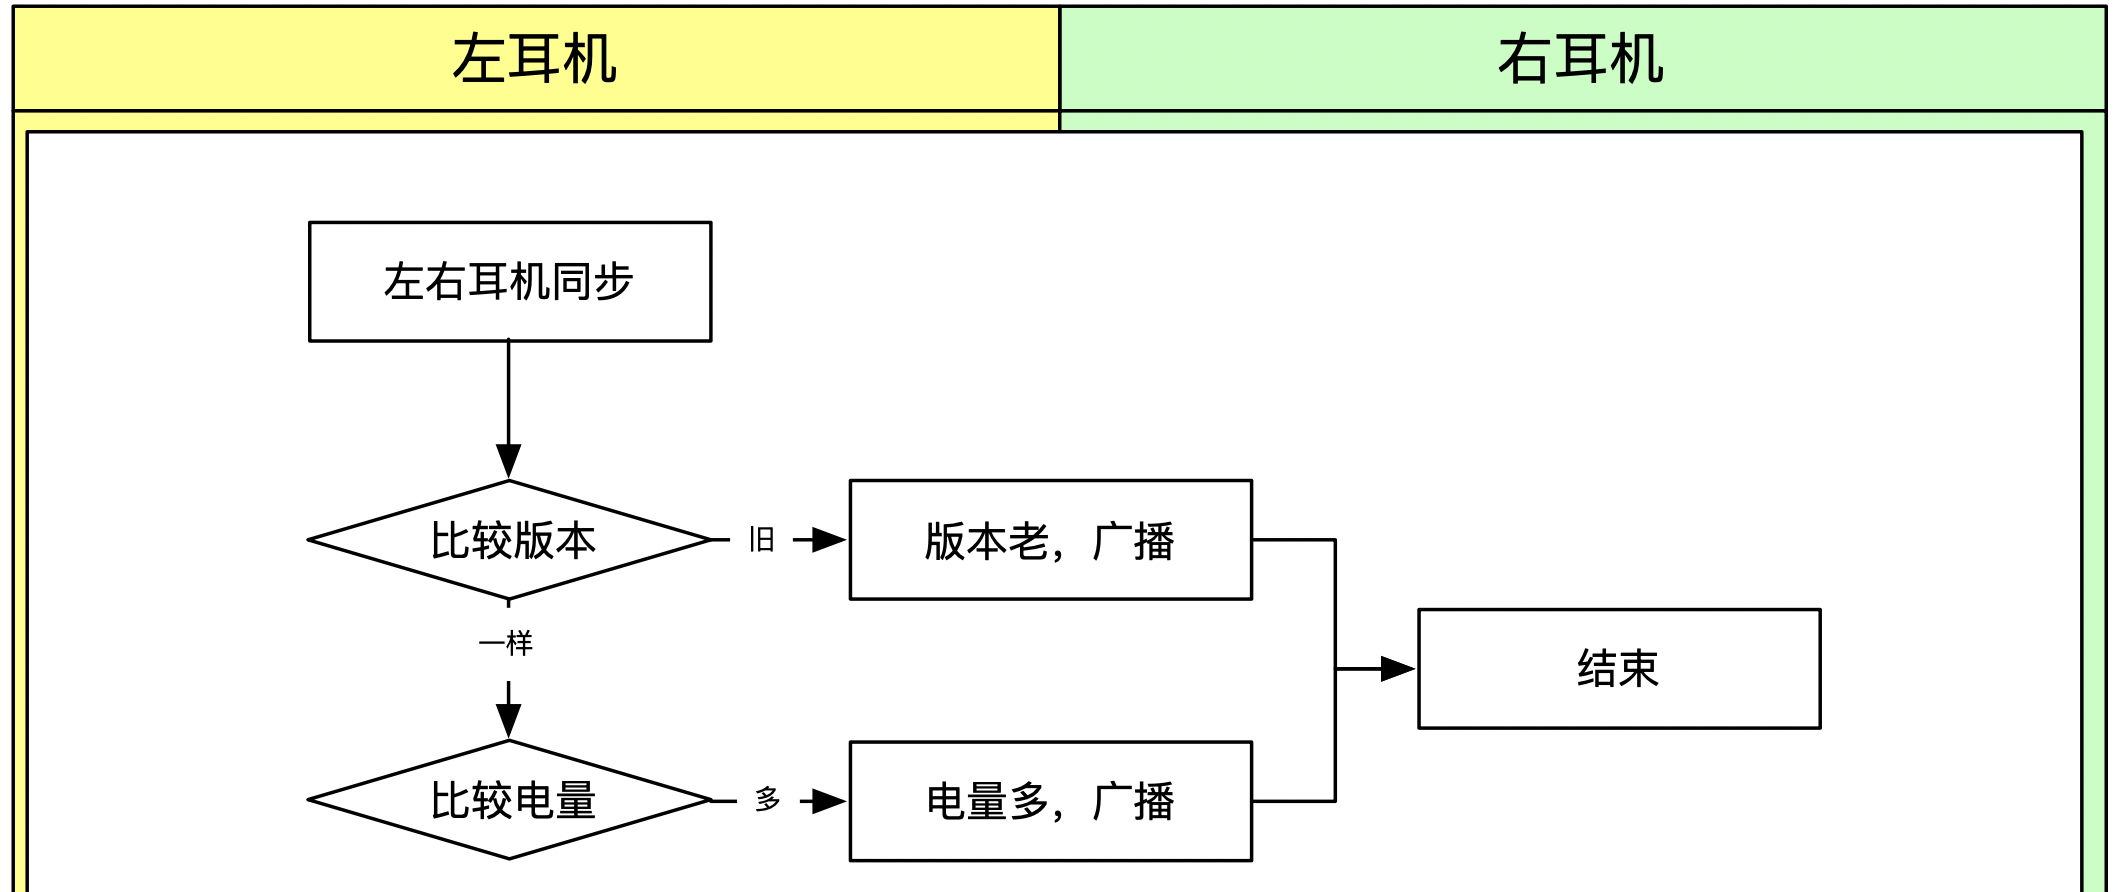 左耳机
右耳机
左右耳机同步
比较版本
旧
版本老，广播
一样
结束
比较电量
多
电量多，广播